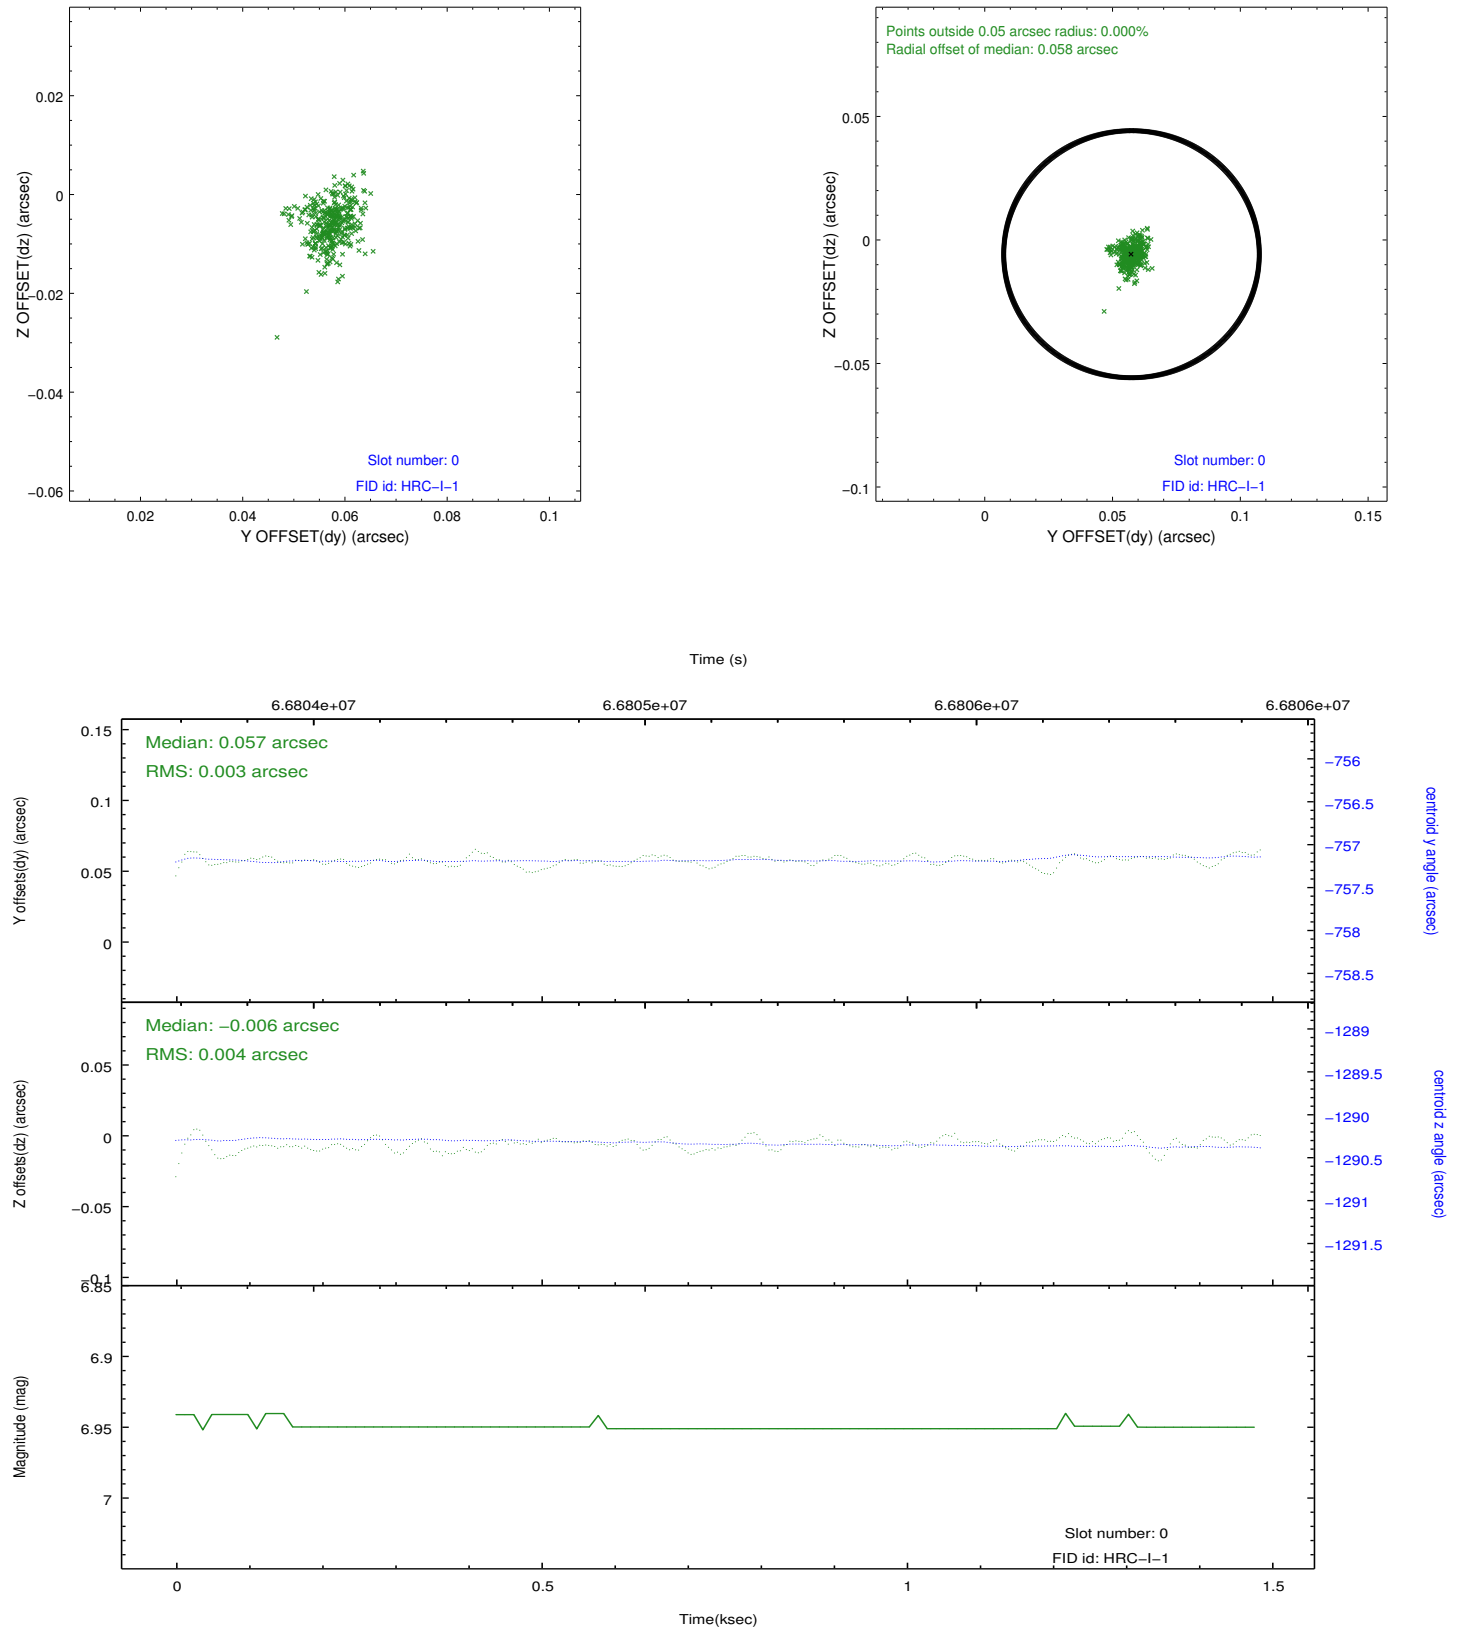 Points outside 0.05 arcsec radius: 0.000%
Radial offset of median: 0.058 arcsec
0.02
0
−0.02
−0.04
−0.06
Z OFFSET(dz) (arcsec)
Slot number: 0
FID id: HRC−I−1
0.02 0.04 0.06 0.08 0.1
Y OFFSET(dy) (arcsec)
0.05
0
−0.05
−0.1
Z OFFSET(dz) (arcsec)
Slot number: 0
FID id: HRC−I−1
0 0.05 0.1 0.15
Y OFFSET(dy) (arcsec)
Time (s)
6.6804e+07 6.6805e+07 6.6806e+07 6.6806e+07
Median: 0.057 arcsec
RMS: 0.003 arcsec
0.15
0.1
0.05
0
Y offsets(dy) (arcsec)
−756
−756.5
−757
−757.5
−758
−758.5
centroid y angle (arcsec)
Median: −0.006 arcsec
RMS: 0.004 arcsec
0.05
0
−0.05
−0.1
Z offsets(dz) (arcsec)
−1289
−1289.5
−1290
−1290.5
−1291
−1291.5
centroid z angle (arcsec)
6.85
6.9
6.95
7
Magnitude (mag)
Slot number: 0
FID id: HRC−I−1
0 0.5 1 1.5
Time(ksec)